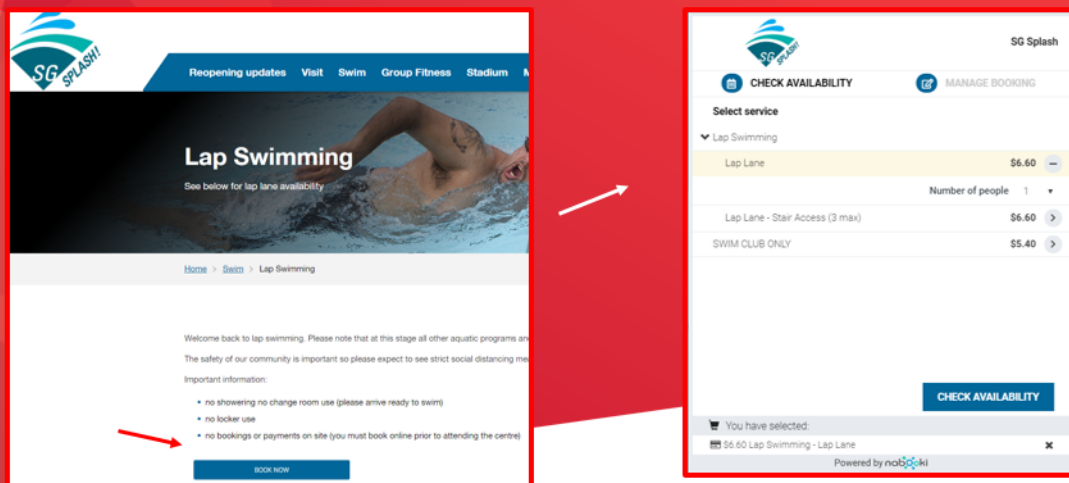 SG SPLASH!
Reopening updates Visit Swim Group Fitness Stadium
Lap Swimming
See below for lap lane availability
Home > Swim > Lap Swimming
Welcome back to lap swimming. Please note that at this stage all other aquatic programs
The safety of our community is important so please expect to see strict social distancing
Important information:
• no showering no change room use (please arrive ready to swim)
• no locker use
• no bookings or payments on site (you must book online prior to attending the centre)
BOOK NOW
SG SPLASH!
SG Splash
CHECK AVAILABILITY MANAGE BOOKING
Select service
Lap Swimming
Lap Lane $6.60
Number of people 1
Lap Lane - Stair Access (3 max) $6.60
SWIM CLUB ONLY $5.40
CHECK AVAILABILITY
You have selected:
$6.60 Lap Swimming - Lap Lane
Powered by nabooki